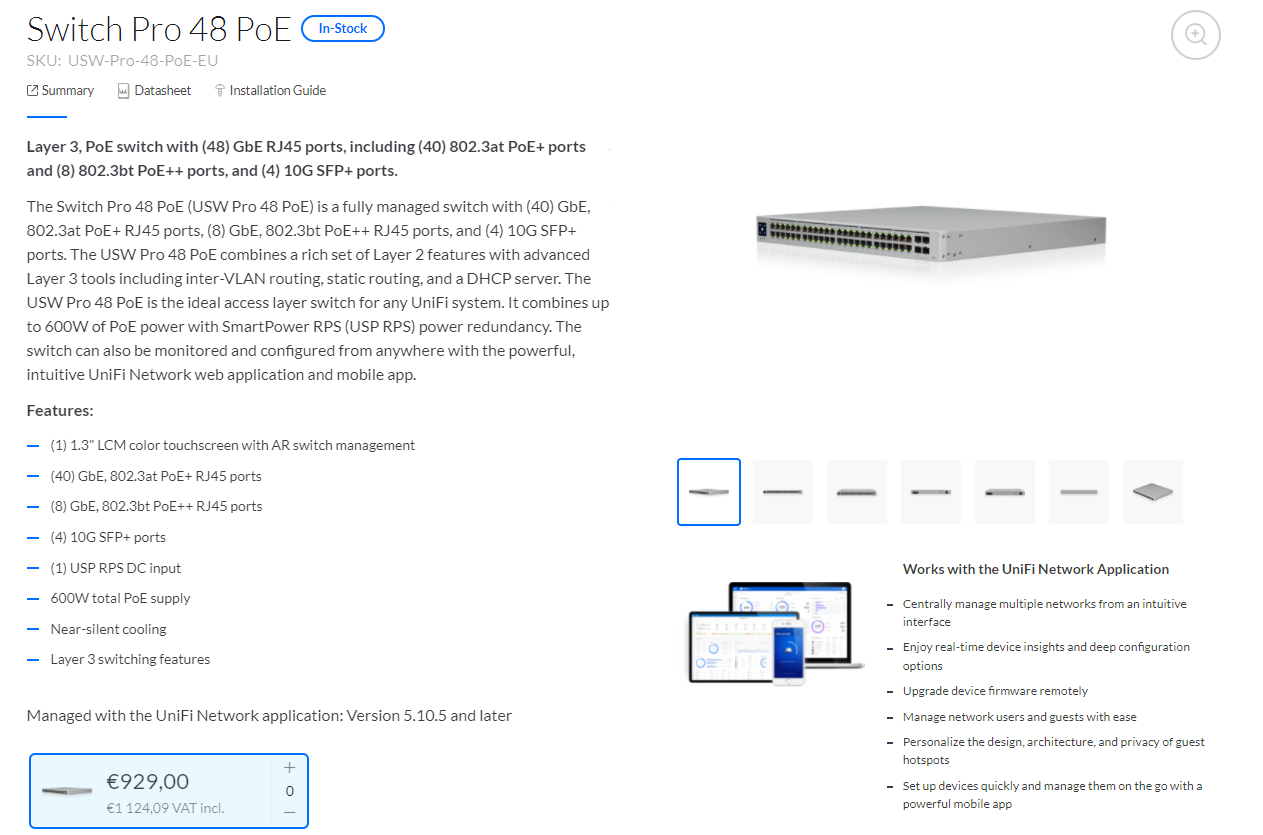 Switch Pro 48 PoE
In-Stock
SKU: USW-Pro-48-PoE-EU
Summary
Datasheet
Installation Guide
Layer 3, PoE switch with (48) GbE RJ45 ports, including (40) 802.3at PoE+ ports
and (8) 802.3bt PoE++ ports, and (4) 10G SFP+ ports.
The Switch Pro 48 PoE (USW Pro 48 PoE) is a fully managed switch with (40) GbE,
802.3at PoE+ RJ45 ports, (8) GbE, 802.3bt PoE++ RJ45 ports, and (4) 10G SFP+
ports. The USW Pro 48 PoE combines a rich set of Layer 2 features with advanced
Layer 3 tools including inter-VLAN routing, static routing, and a DHCP server. The
USW Pro 48 PoE is the ideal access layer switch for any UniFi system. It combines up
to 600W of PoE power with SmartPower RPS (USP RPS) power redundancy. The
switch can also be monitored and configured from anywhere with the powerful,
intuitive UniFi Network web application and mobile app.
Features:
(1) 1.3" LCM color touchscreen with AR switch management
(40) GbE, 802.3at PoE+ RJ45 ports
(8) GbE, 802.3bt PoE++ RJ45 ports
(4) 10G SFP+ ports
(1) USP RPS DC input
600W total PoE supply
Near-silent cooling
Layer 3 switching features
Managed with the UniFi Network application: Version 5.10.5 and later
€929,00
€1 124,09 VAT incl.
+
0
—
Works with the UniFi Network Application
Centrally manage multiple networks from an intuitive
interface
Enjoy real-time device insights and deep configuration
options
Upgrade device firmware remotely
Manage network users and guests with ease
Personalize the design, architecture, and privacy of guest
hotspots
Set up devices quickly and manage them on the go with a
powerful mobile app